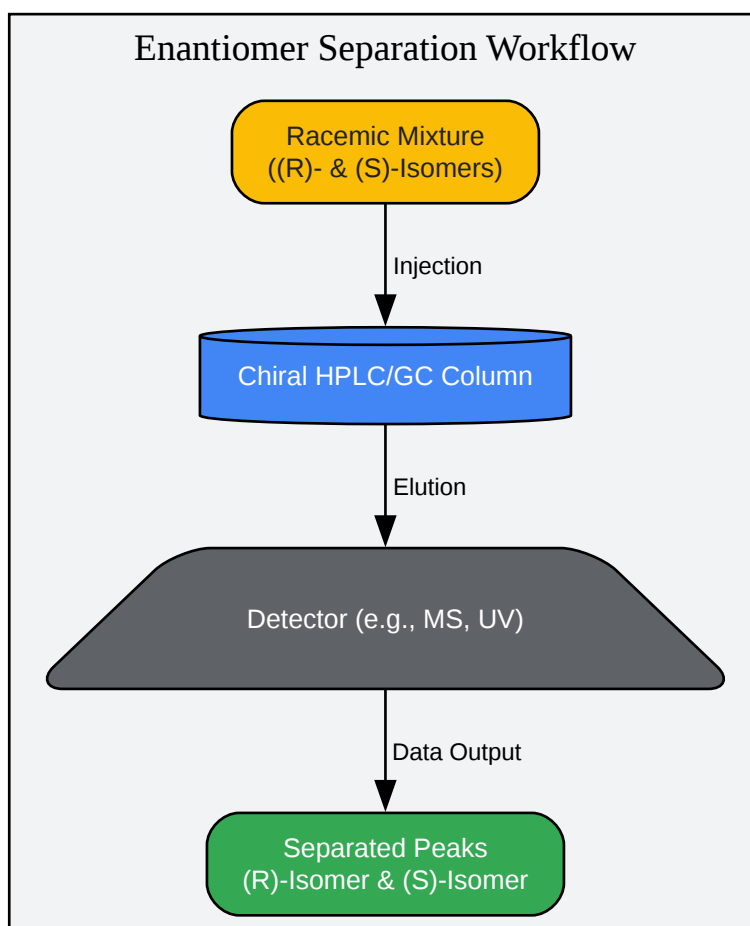 Enantiomer Separation Workflow
Racemic Mixture
((R)- & (S)-Isomers)
Injection
Chiral HPLC/GC Column
Elution
Detector (e.g., MS, UV)
Data Output
Separated Peaks
(R)-Isomer & (S)-Isomer